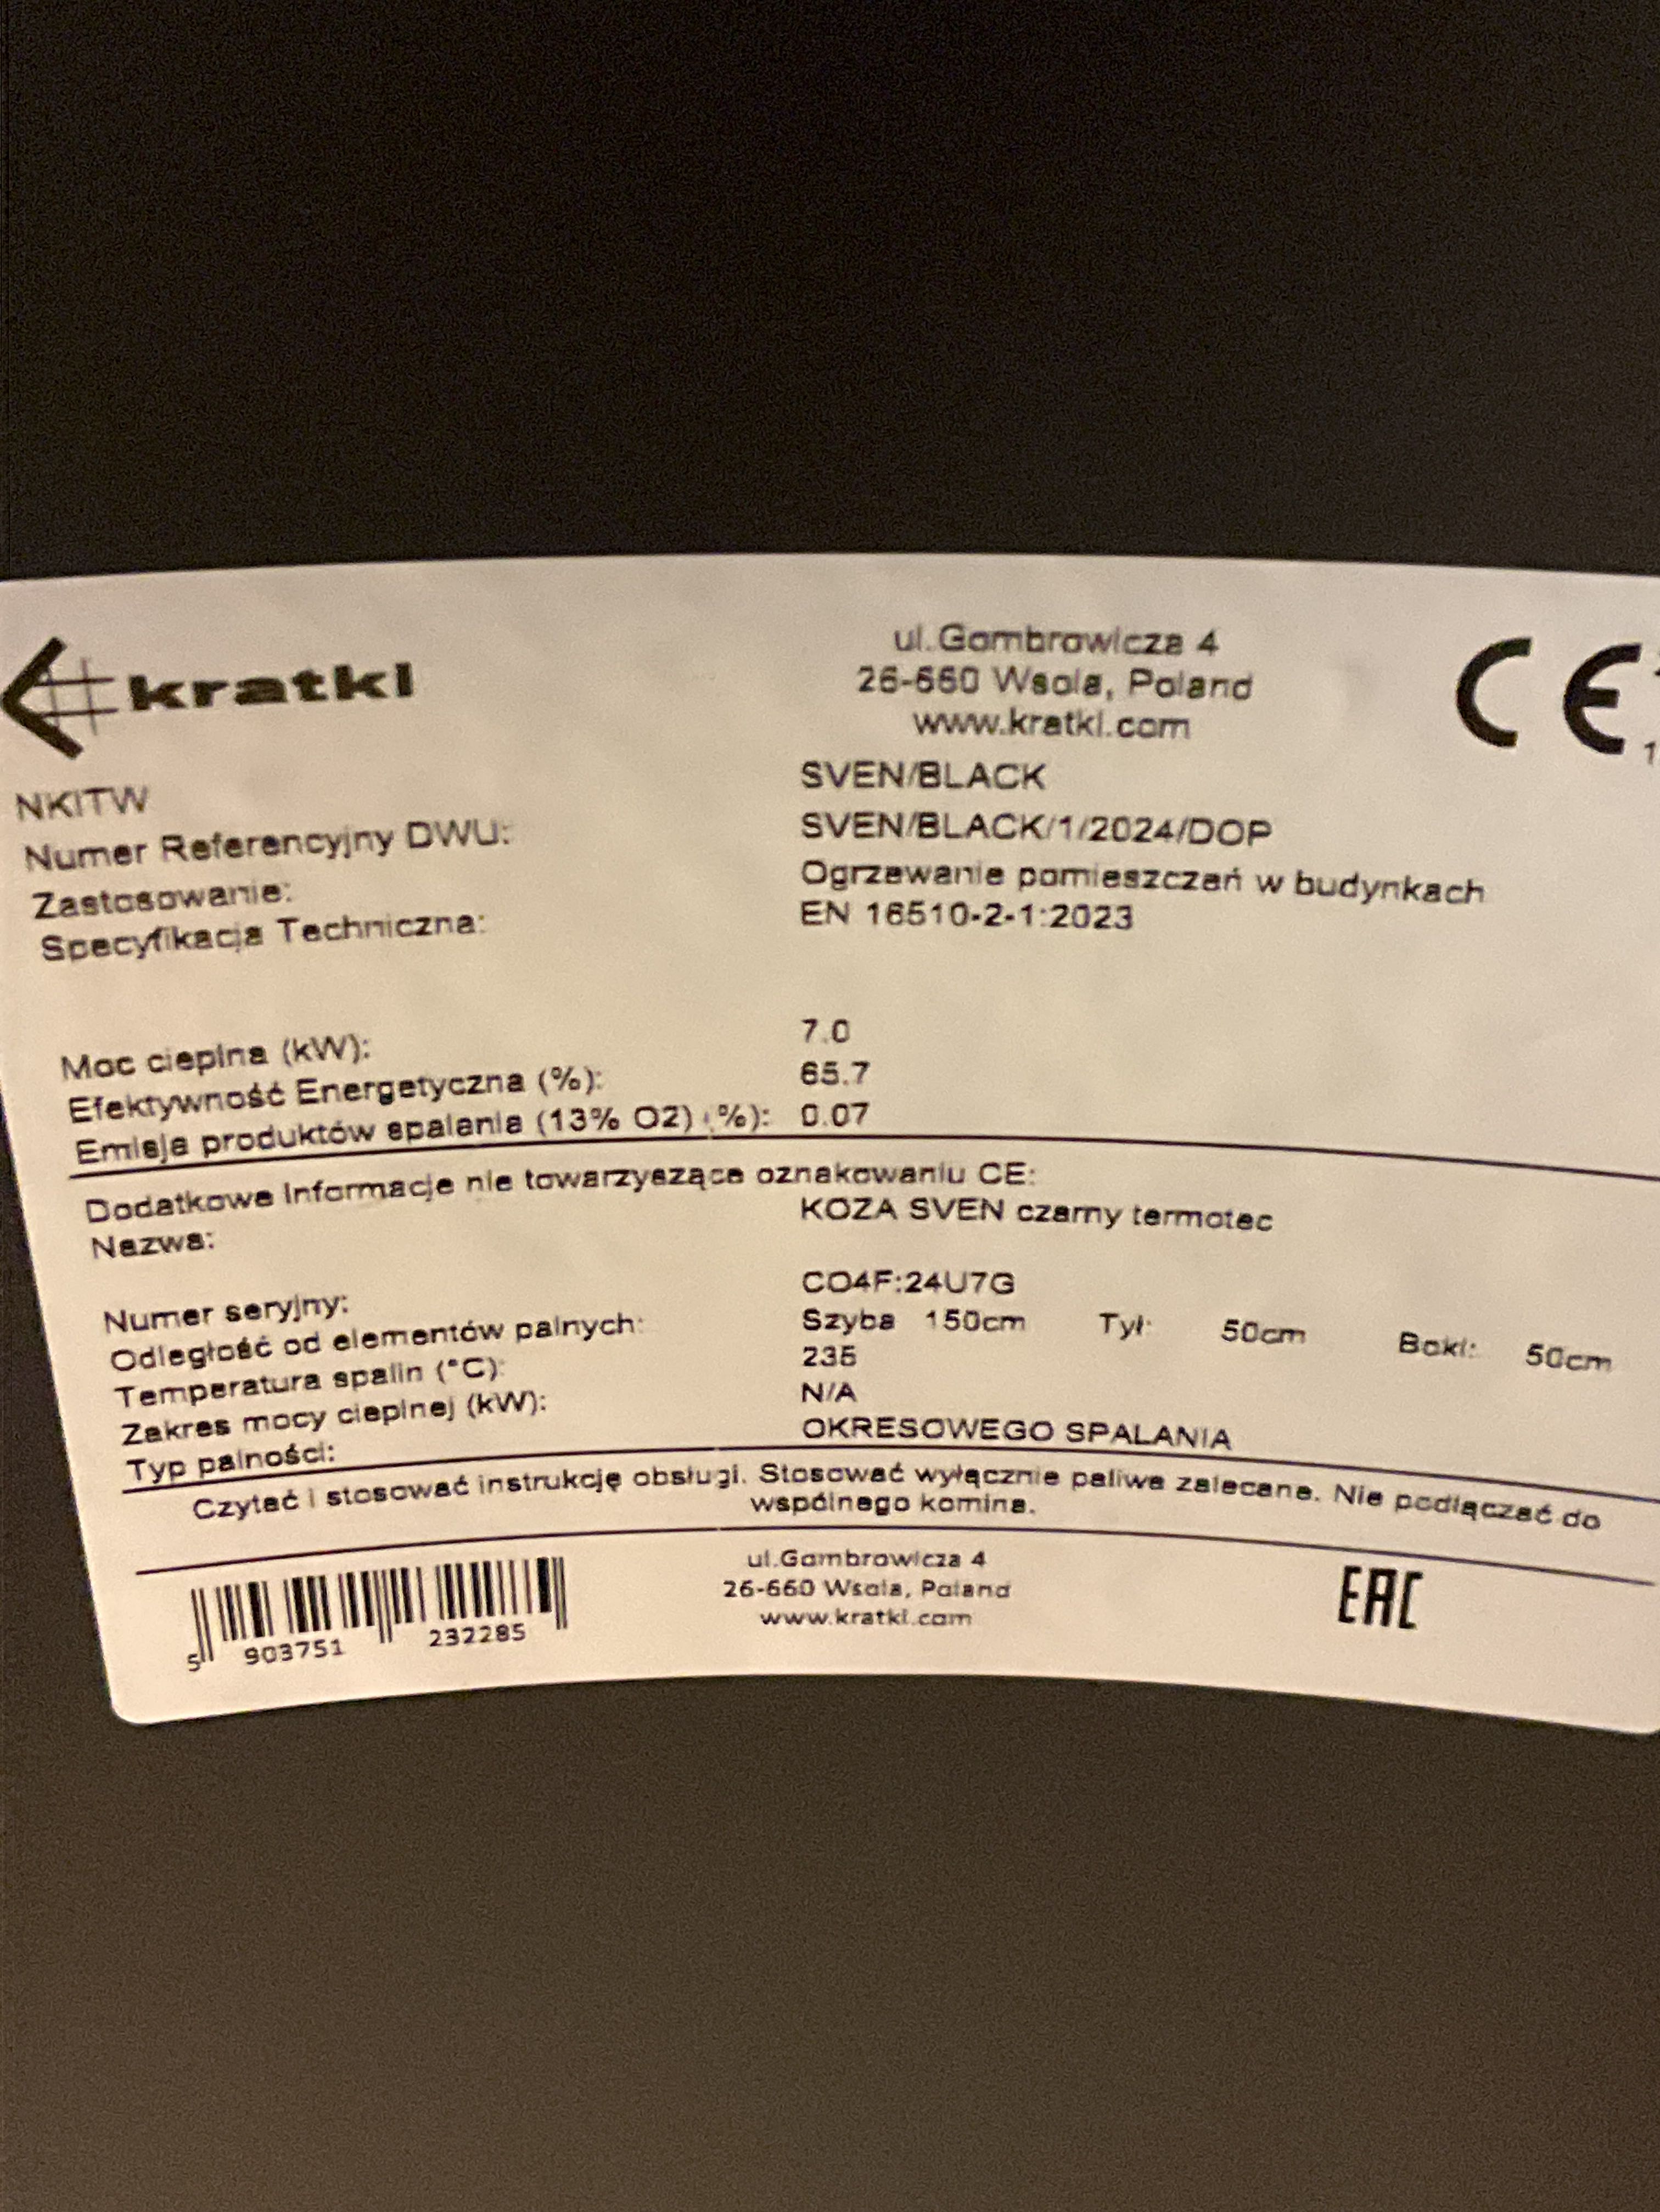 kratki
ul.Gombrowicza 4
26-660 Wsola, Poland
www.kratki.com
CE
NKITW SVEN/BLACK
Numer Referencyjny DWU: SVEN/BLACK/1/2024/DOP
Zastosowanie: Ogrzewanie pomieszczeń w budynkach
Specyfikacja Techniczna: EN 16510-2-1:2023
Moc cieplna (kW): 7.0
Efektywność Energetyczna (%): 65.7
Emisja produktów spalania (13% O2) (%): 0.07
Dodatkowe informacje nie towarzyszące oznakowaniu CE:
Nazwa: KOZA SVEN czarny termotec
Numer seryjny: CO4F:24U7G
Odległość od elementów palnych: Szyba 150cm Tył: 50cm Boki: 50cm
Temperatura spalin (°C): 235
Zakres mocy cieplnej (kW): N/A
Typ palności: OKRESOWEGO SPALANIA
Czytać i stosować instrukcję obsługi. Stosować wyłącznie paliwa zalecane. Nie podłączać do
wspólnego komina.
5 903751 232285
ul.Gombrowicza 4
26-660 Wsola, Poland
www.kratki.com
EAC